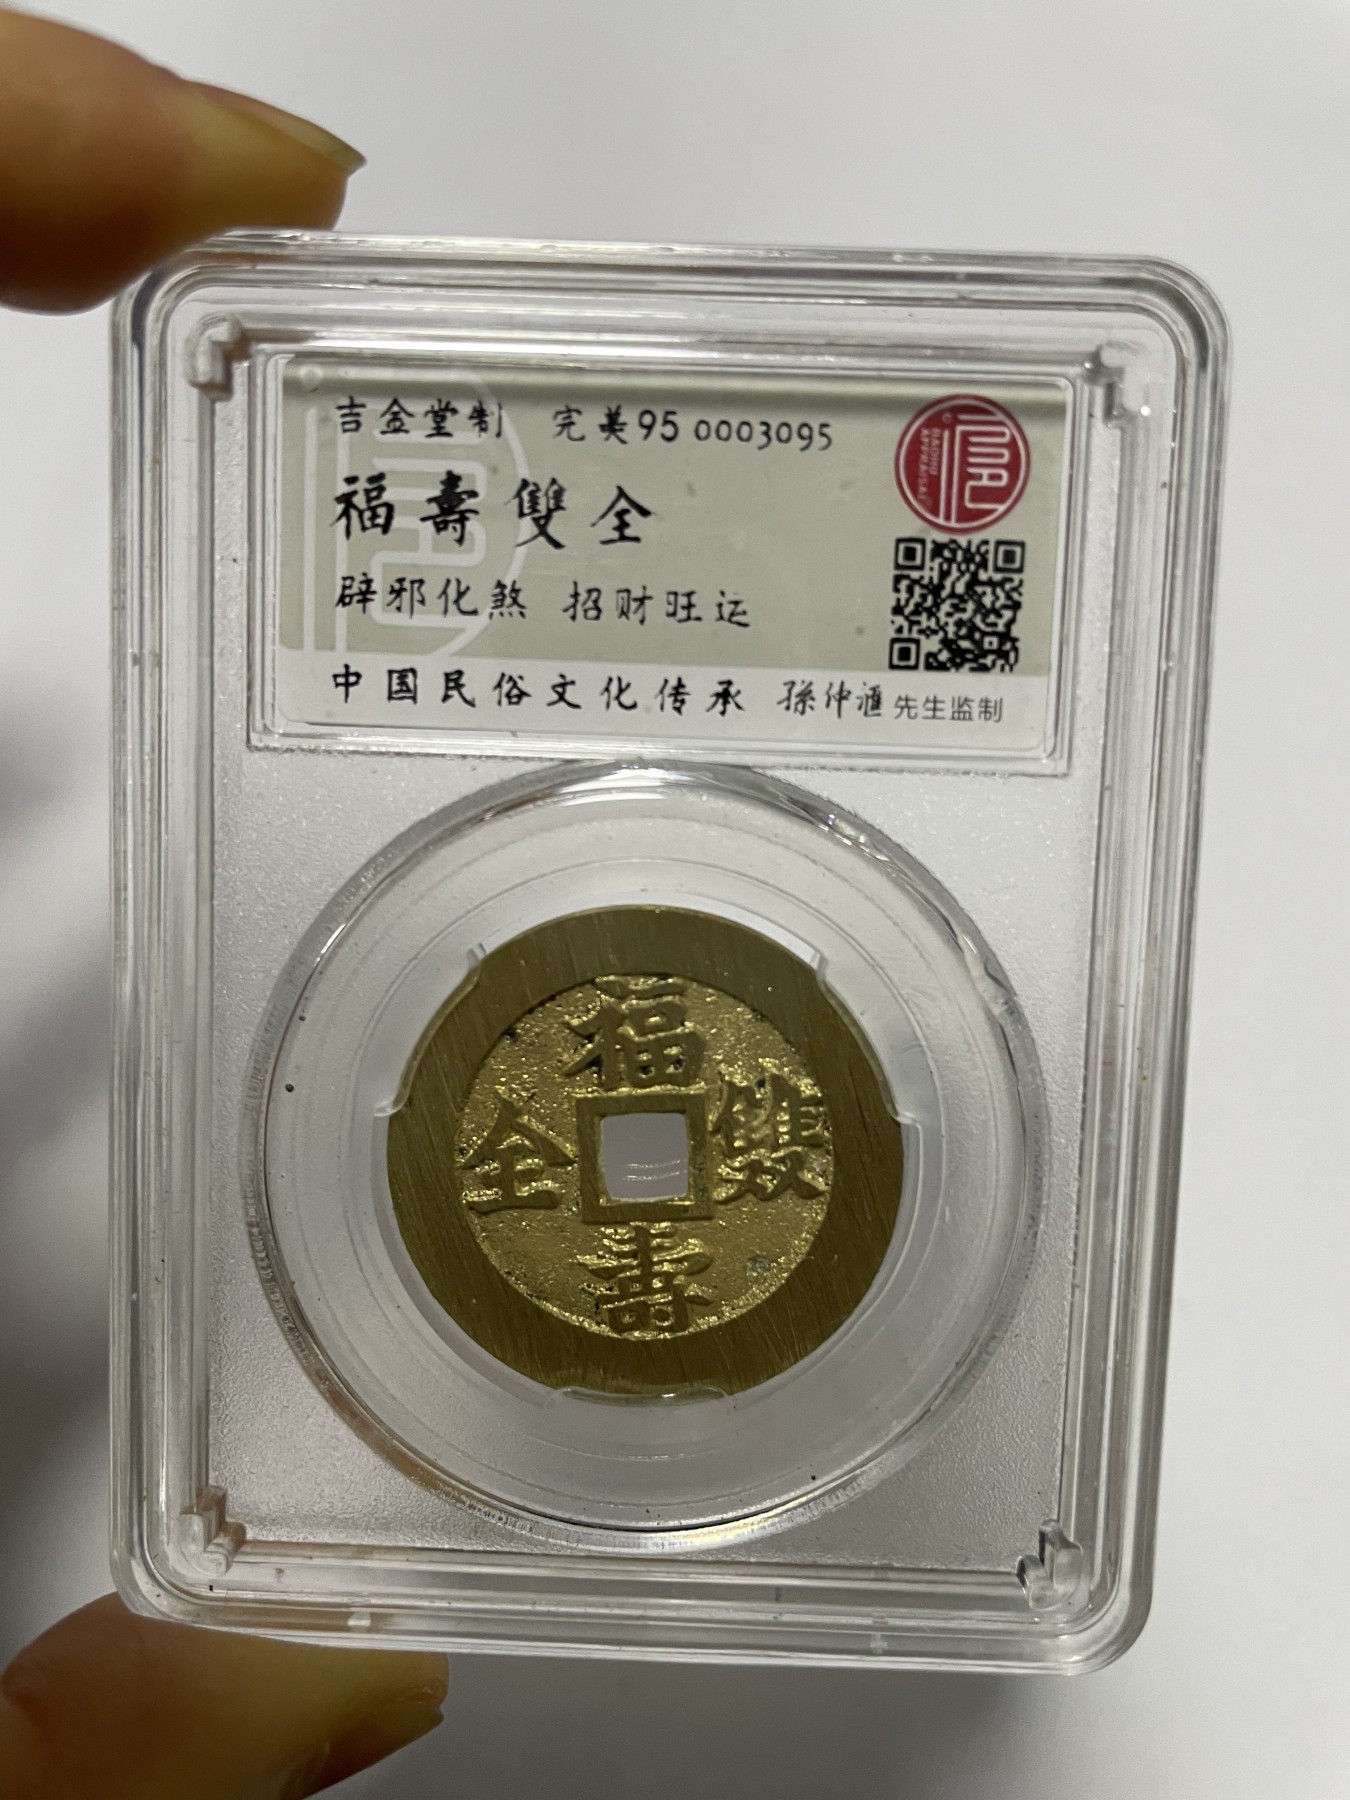 吉金堂制 完美95 0003095
福壽雙全
辟邪化煞 招财旺运
中国民俗文化传承 孫仲滙 先生监制
福
全 雙
壽